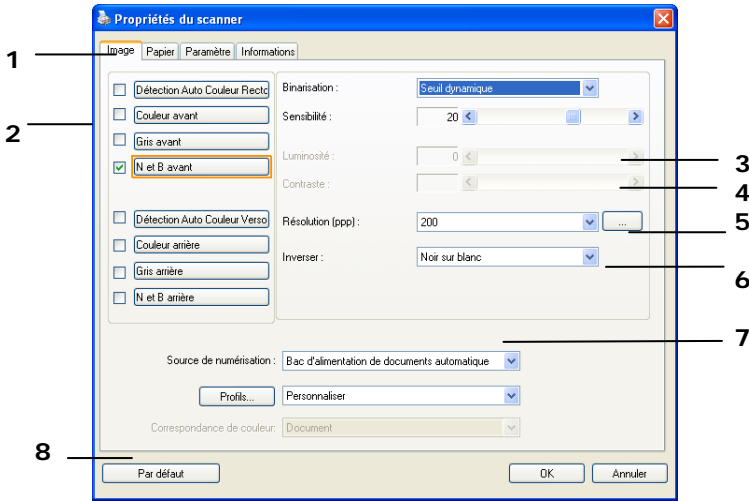 Propriétés du scanner
Image Papier Paramètre Informations
1
2
Détection Auto Couleur Recto
Couleur avant
Gris avant
N et B avant
Détection Auto Couleur Verso
Couleur arrière
Gris arrière
N et B arrière
Binarisation : Seuil dynamique
Sensibilité : 20
Luminosité : 0
3
Contraste :
4
Résolution (ppp) : 200 ...
5
Inverser : Noir sur blanc
6
7
Source de numérisation : Bac d'alimentation de documents automatique
Profils... Personnaliser
Correspondance de couleur: Document
8
Par défaut OK Annuler